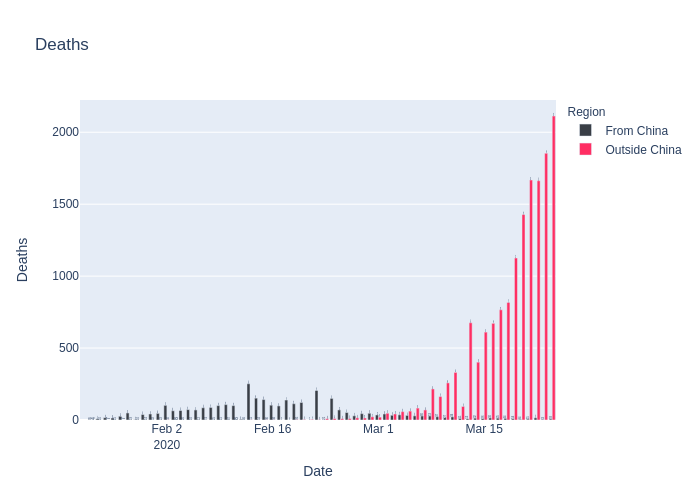 Deaths
2000
1500
1000
500
0
Deaths
Feb 2
2020
Feb 16
Mar 1
Mar 15
Date
Region
From China
Outside China